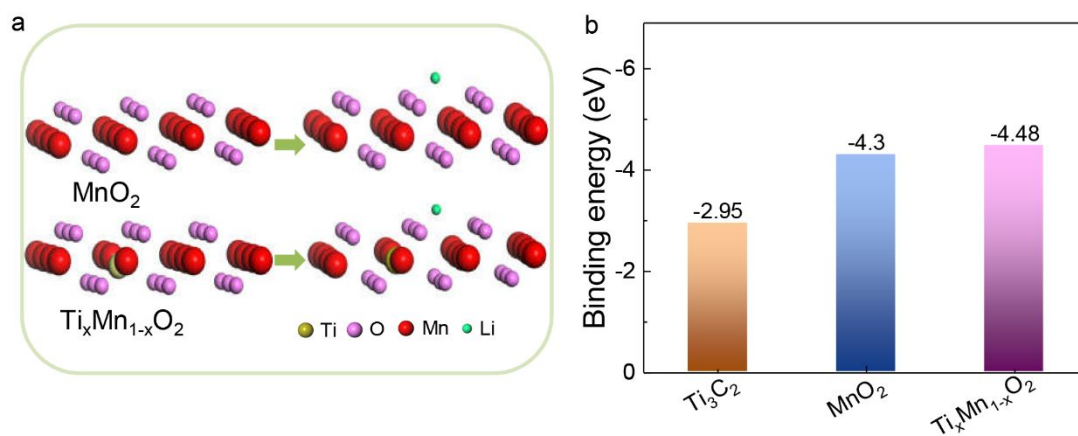 a
MnO₂
TiₓMn₁₋ₓO₂
Ti O Mn Li
b
Binding energy (eV)
-6
-4
-2
0
-2.95
-4.3
-4.48
Ti₃C₂
MnO₂
TiₓMn₁₋ₓO₂